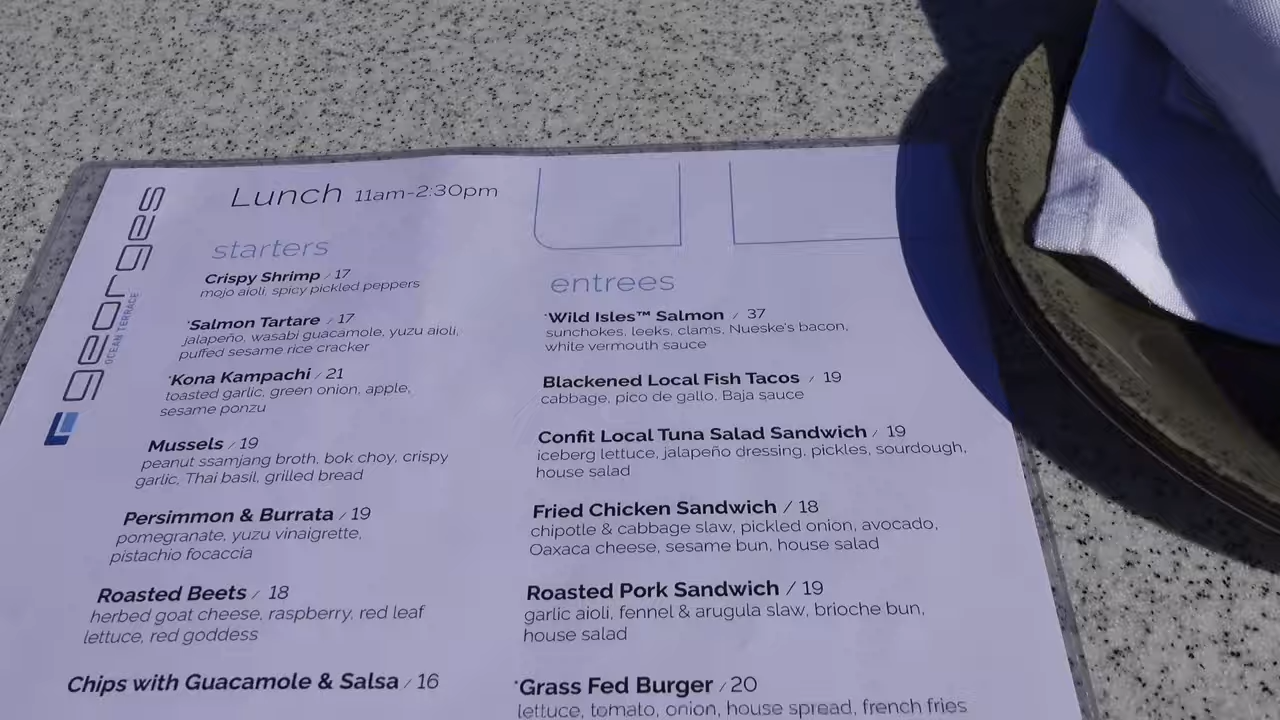 georges
OCEAN TERRACE
Lunch 11am-2:30pm
starters
Crispy Shrimp / 17
mojo aioli, spicy pickled peppers
*Salmon Tartare / 17
jalapeño, wasabi guacamole, yuzu aioli,
puffed sesame rice cracker
*Kona Kampachi / 21
toasted garlic, green onion, apple,
sesame ponzu
Mussels / 19
peanut ssamjang broth, bok choy, crispy
garlic, Thai basil, grilled bread
Persimmon & Burrata / 19
pomegranate, yuzu vinaigrette,
pistachio focaccia
Roasted Beets / 18
herbed goat cheese, raspberry, red leaf
lettuce, red goddess
Chips with Guacamole & Salsa / 16
entrees
*Wild Isles™ Salmon / 37
sunchokes, leeks, clams, Nueske's bacon,
white vermouth sauce
Blackened Local Fish Tacos / 19
cabbage, pico de gallo, Baja sauce
Confit Local Tuna Salad Sandwich / 19
iceberg lettuce, jalapeño dressing, pickles, sourdough,
house salad
Fried Chicken Sandwich / 18
chipotle & cabbage slaw, pickled onion, avocado,
Oaxaca cheese, sesame bun, house salad
Roasted Pork Sandwich / 19
garlic aioli, fennel & arugula slaw, brioche bun,
house salad
*Grass Fed Burger / 20
lettuce, tomato, onion, house spread, french fries